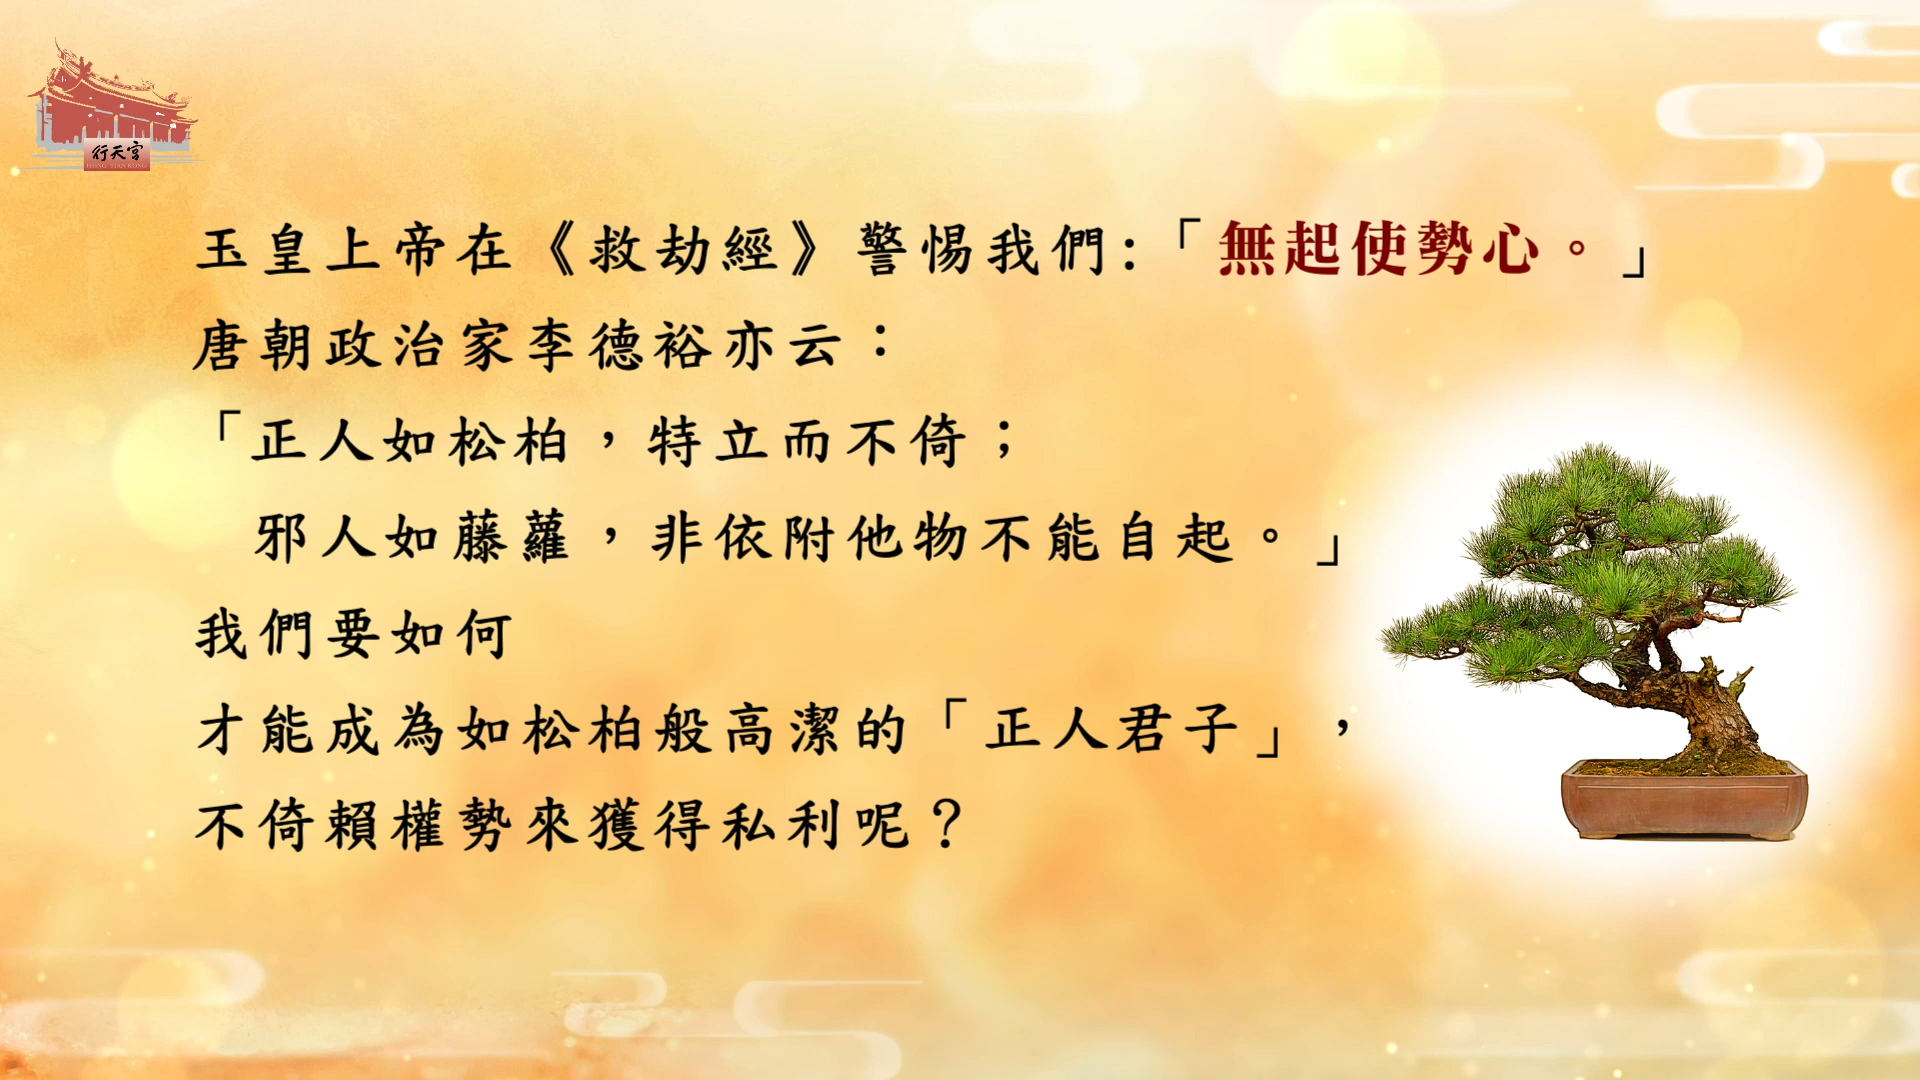 行天宮
HSING TIAN KONG
玉皇上帝在《救劫經》警惕我們:「無起使勢心。」
唐朝政治家李德裕亦云：
「正人如松柏，特立而不倚；
邪人如藤蘿，非依附他物不能自起。」
我們要如何
才能成為如松柏般高潔的「正人君子」，
不倚賴權勢來獲得私利呢？